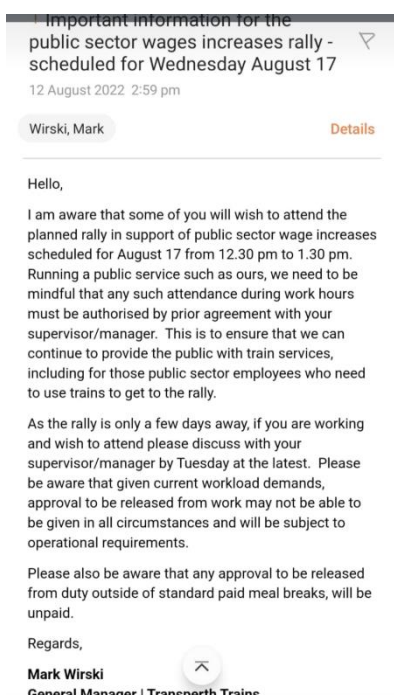 ! Important information for the
public sector wages increases rally -
scheduled for Wednesday August 17
12 August 2022 2:59 pm
Wirski, Mark
Details
Hello,
I am aware that some of you will wish to attend the
planned rally in support of public sector wage increases
scheduled for August 17 from 12.30 pm to 1.30 pm.
Running a public service such as ours, we need to be
mindful that any such attendance during work hours
must be authorised by prior agreement with your
supervisor/manager. This is to ensure that we can
continue to provide the public with train services,
including for those public sector employees who need
to use trains to get to the rally.
As the rally is only a few days away, if you are working
and wish to attend please discuss with your
supervisor/manager by Tuesday at the latest. Please
be aware that given current workload demands,
approval to be released from work may not be able to
be given in all circumstances and will be subject to
operational requirements.
Please also be aware that any approval to be released
from duty outside of standard paid meal breaks, will be
unpaid.
Regards,
Mark Wirski
General Manager | Transperth Trains